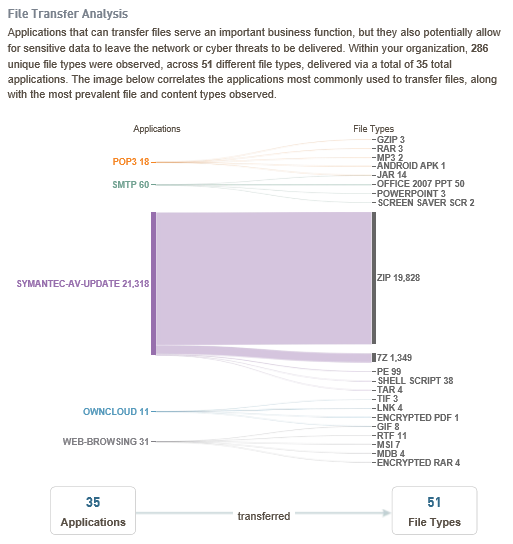 File Transfer Analysis
Applications that can transfer files serve an important business function, but they also potentially allow
for sensitive data to leave the network or cyber threats to be delivered. Within your organization, 286
unique file types were observed, across 51 different file types, delivered via a total of 35 total
applications. The image below correlates the applications most commonly used to transfer files, along
with the most prevalent file and content types observed.
Applications
File Types
GZIP 3
RAR 3
MP3 2
POP3 18
ANDROID APK 1
JAR 14
SMTP 60
OFFICE 2007 PPT 50
POWERPOINT 3
SCREEN SAVER SCR 2
ZIP 19,828
SYMANTEC-AV-UPDATE 21,318
7Z 1,349
PE 99
SHELL SCRIPT 38
TAR 4
TIF 3
LNK 4
OWNCLOUD 11
ENCRYPTED PDF 1
GIF 8
RTF 11
WEB-BROWSING 31
MSI 7
MDB 4
ENCRYPTED RAR 4
35
Applications
transferred
51
File Types